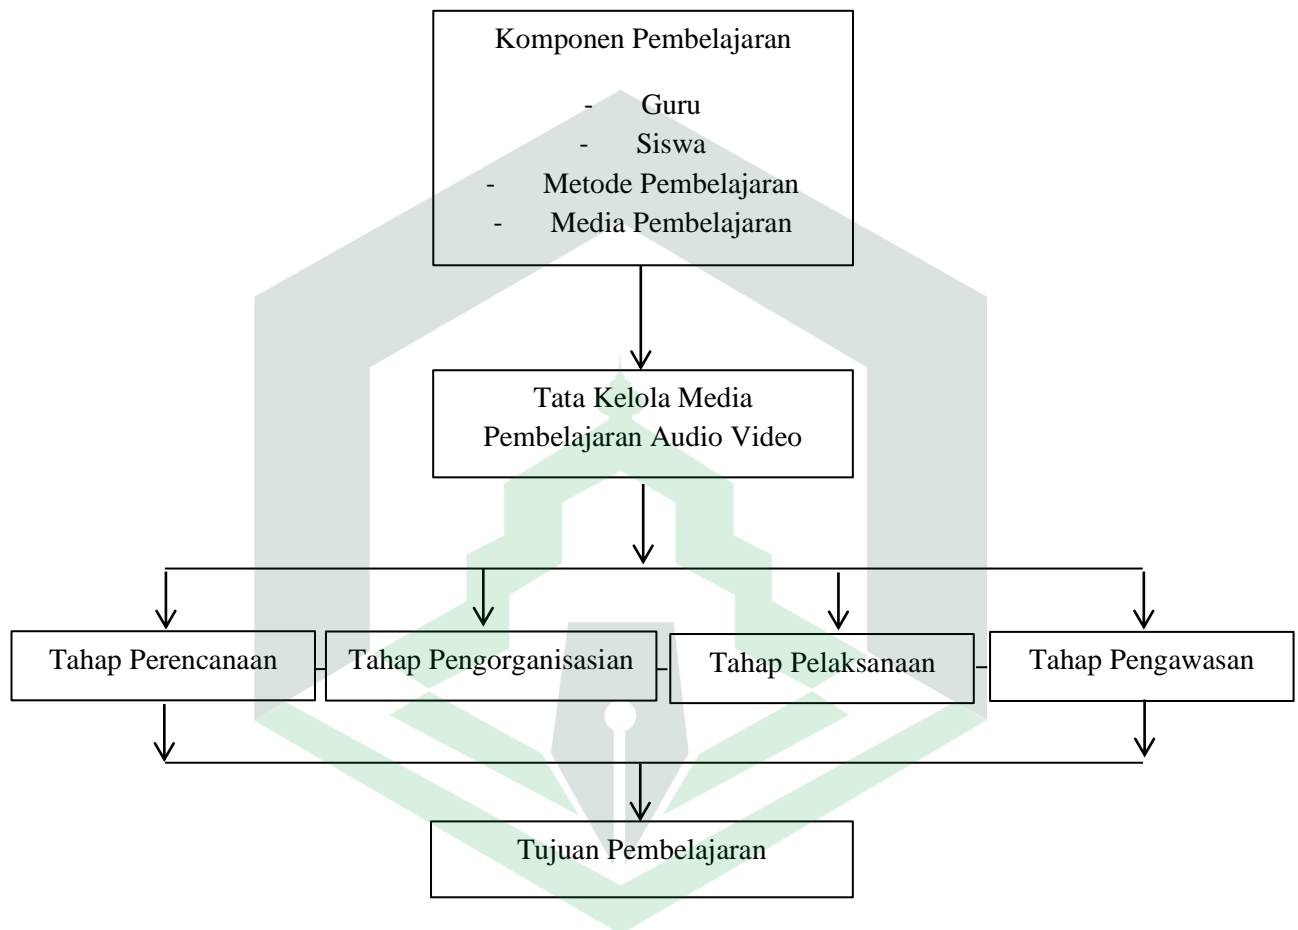 Komponen Pembelajaran
- Guru
- Siswa
- Metode Pembelajaran
- Media Pembelajaran
Tata Kelola Media
Pembelajaran Audio Video
Tahap Perencanaan
Tahap Pengorganisasian
Tahap Pelaksanaan
Tahap Pengawasan
Tujuan Pembelajaran